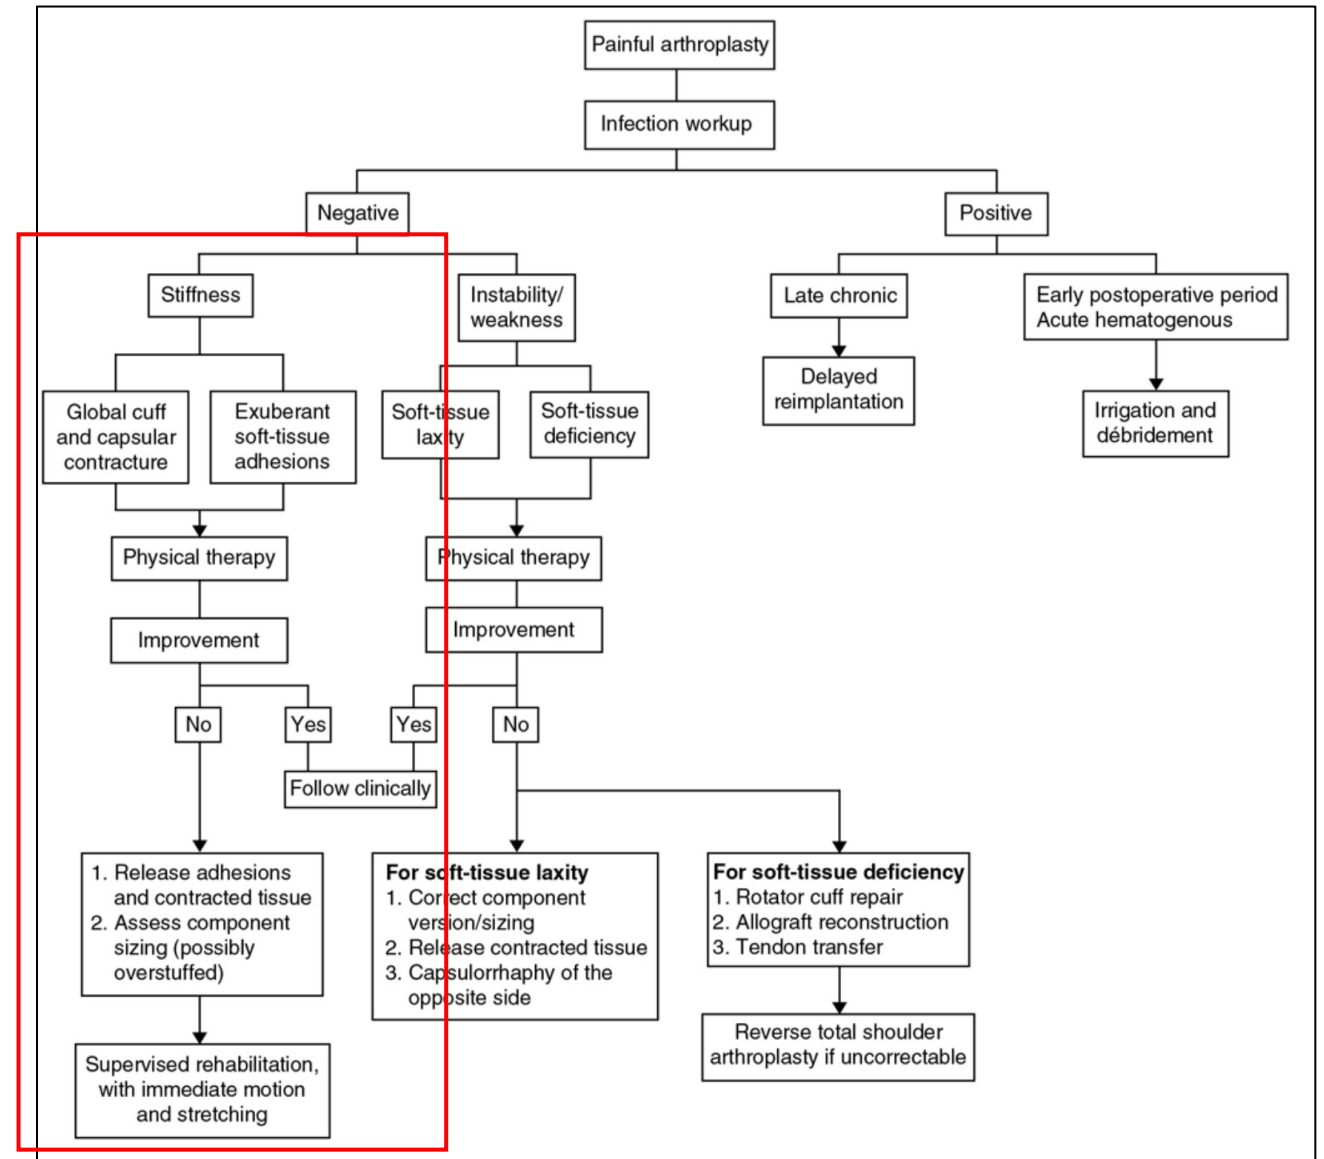 Painful arthroplasty
Infection workup
Negative
Positive
Stiffness
Instability/
weakness
Late chronic
Early postoperative period
Acute hematogenous
Global cuff
and capsular
contracture
Exuberant
soft-tissue
adhesions
Soft-tissue
laxity
Soft-tissue
deficiency
Delayed
reimplantation
Irrigation and
débridement
Physical therapy
Physical therapy
Improvement
Improvement
No
Yes
Yes
No
Follow clinically
1. Release adhesions
and contracted tissue
2. Assess component
sizing (possibly
overstuffed)
For soft-tissue laxity
1. Correct component
version/sizing
2. Release contracted tissue
3. Capsulorrhaphy of the
opposite side
For soft-tissue deficiency
1. Rotator cuff repair
2. Allograft reconstruction
3. Tendon transfer
Supervised rehabilitation,
with immediate motion
and stretching
Reverse total shoulder
arthroplasty if uncorrectable